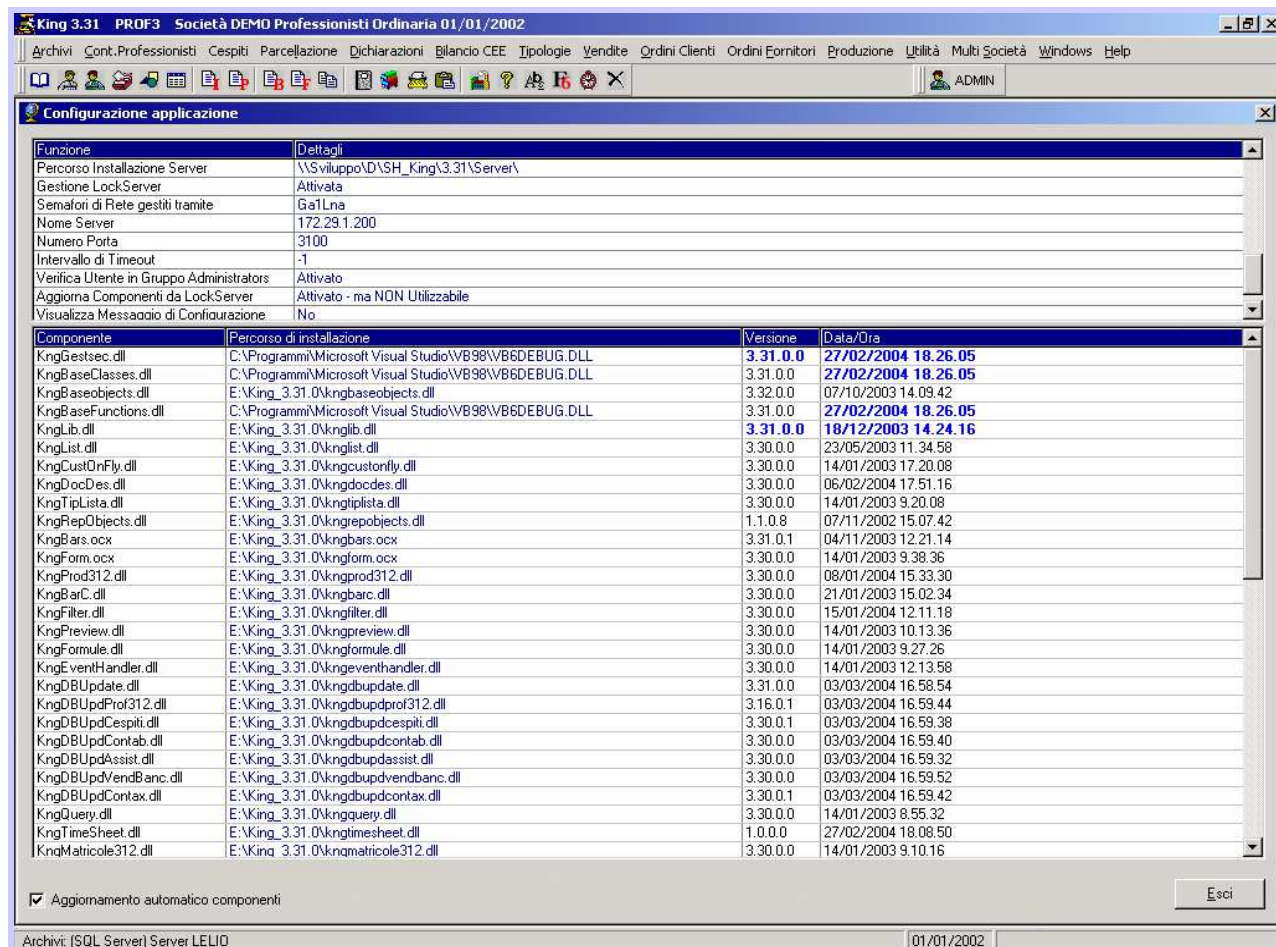 King 3.31 PROF3 Società DEMO Professionisti Ordinaria 01/01/2002
Archivi Cont.Professionisti Cespiti Parcellazione Dichiarazioni Bilancio CEE Tipologie Vendite Ordini Clienti Ordini Fornitori Produzione Utilità Multi Società Windows Help
ADMIN
Configurazione applicazione
Funzione Dettagli
Percorso Installazione Server \\Sviluppo\D\SH_King\3.31\Server\
Gestione LockServer Attivata
Semafori di Rete gestiti tramite Ga1Lna
Nome Server 172.29.1.200
Numero Porta 3100
Intervallo di Timeout -1
Verifica Utente in Gruppo Administrators Attivato
Aggiorna Componenti da LockServer Attivato - ma NON Utilizzabile
Visualizza Messaggio di Configurazione No
Componente Percorso di installazione Versione Data/Ora
KngGestsec.dll C:\Programmi\Microsoft Visual Studio\VB98\VB6DEBUG.DLL 3.31.0.0 27/02/2004 18.26.05
KngBaseClasses.dll C:\Programmi\Microsoft Visual Studio\VB98\VB6DEBUG.DLL 3.31.0.0 27/02/2004 18.26.05
KngBaseobjects.dll E:\King_3.31.0\kngbaseobjects.dll 3.32.0.0 07/10/2003 14.09.42
KngBaseFunctions.dll C:\Programmi\Microsoft Visual Studio\VB98\VB6DEBUG.DLL 3.31.0.0 27/02/2004 18.26.05
KngLib.dll E:\King_3.31.0\knglib.dll 3.31.0.0 18/12/2003 14.24.16
KngList.dll E:\King_3.31.0\knglist.dll 3.30.0.0 23/05/2003 11.34.58
KngCustOnFly.dll E:\King_3.31.0\kngcustonfly.dll 3.30.0.0 14/01/2003 17.20.08
KngDocDes.dll E:\King_3.31.0\kngdocdes.dll 3.30.0.0 06/02/2004 17.51.16
KngTipLista.dll E:\King_3.31.0\kngtiplista.dll 3.30.0.0 14/01/2003 9.20.08
KngRepObjects.dll E:\King_3.31.0\kngrepobjects.dll 1.1.0.8 07/11/2002 15.07.42
KngBars.ocx E:\King_3.31.0\kngbars.ocx 3.31.0.1 04/11/2003 12.21.14
KngForm.ocx E:\King_3.31.0\kngform.ocx 3.30.0.0 14/01/2003 9.38.36
KngProd312.dll E:\King_3.31.0\kngprod312.dll 3.30.0.0 08/01/2004 15.33.30
KngBarC.dll E:\King_3.31.0\kngbarc.dll 3.30.0.0 21/01/2003 15.02.34
KngFilter.dll E:\King_3.31.0\kngfilter.dll 3.30.0.0 15/01/2004 12.11.18
KngPreview.dll E:\King_3.31.0\kngpreview.dll 3.30.0.0 14/01/2003 10.13.36
KngFormule.dll E:\King_3.31.0\kngformule.dll 3.30.0.0 14/01/2003 9.27.26
KngEventHandler.dll E:\King_3.31.0\kngeventhandler.dll 3.30.0.0 14/01/2003 12.13.58
KngDBUpdate.dll E:\King_3.31.0\kngdbupdate.dll 3.31.0.0 03/03/2004 16.58.54
KngDBUpdProf312.dll E:\King_3.31.0\kngdbupdprof312.dll 3.16.0.1 03/03/2004 16.59.44
KngDBUpdCespiti.dll E:\King_3.31.0\kngdbupdcespiti.dll 3.30.0.1 03/03/2004 16.59.38
KngDBUpdContab.dll E:\King_3.31.0\kngdbupdcontab.dll 3.30.0.0 03/03/2004 16.59.40
KngDBUpdAssist.dll E:\King_3.31.0\kngdbupdassist.dll 3.30.0.0 03/03/2004 16.59.32
KngDBUpdVendBanc.dll E:\King_3.31.0\kngdbupdvendbanc.dll 3.30.0.0 03/03/2004 16.59.52
KngDBUpdContax.dll E:\King_3.31.0\kngdbupdcontax.dll 3.30.0.1 03/03/2004 16.59.42
KngQuery.dll E:\King_3.31.0\kngquery.dll 3.30.0.0 14/01/2003 8.55.32
KngTimeSheet.dll E:\King_3.31.0\kngtimesheet.dll 1.0.0.0 27/02/2004 18.08.50
KngMatricole312.dll E:\King_3.31.0\kngmatricole312.dll 3.30.0.0 14/01/2003 9.10.16
Aggiornamento automatico componenti
Esci
Archivi: (SQL Server) Server LELIO 01/01/2002